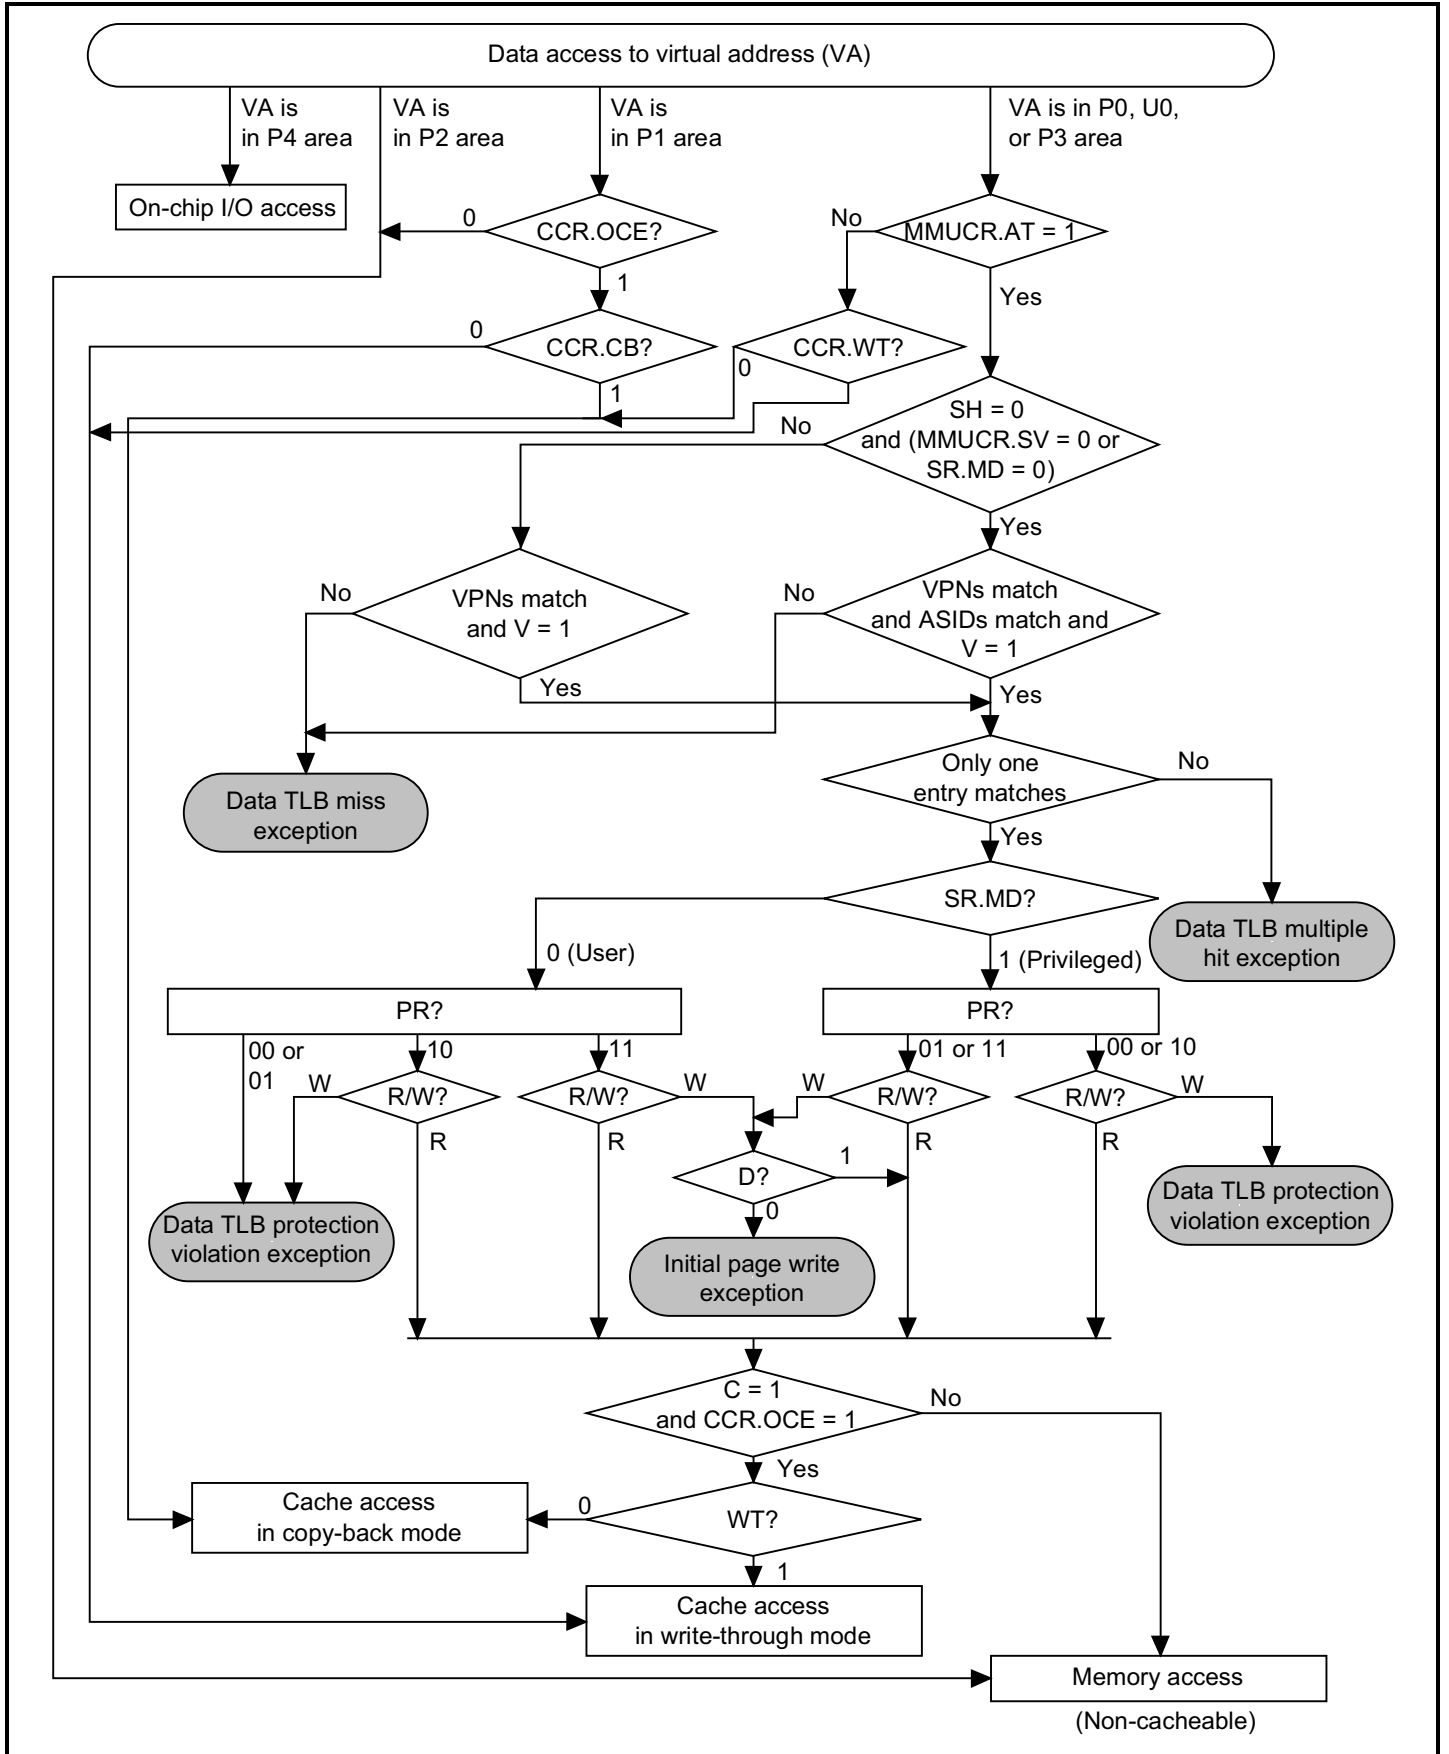 Data access to virtual address (VA)
VA is
in P4 area
VA is
in P2 area
VA is
in P1 area
VA is in P0, U0,
or P3 area
On-chip I/O access
0
CCR.OCE?
No
MMUCR.AT = 1
1
Yes
0
CCR.CB?
CCR.WT?
0
1
SH = 0
and (MMUCR.SV = 0 or
SR.MD = 0)
No
Yes
No
VPNs match
and V = 1
No
VPNs match
and ASIDs match and
V = 1
Yes
Yes
Only one
entry matches
No
Data TLB miss
exception
Yes
SR.MD?
Data TLB multiple
hit exception
0 (User)
1 (Privileged)
PR?
PR?
00 or
01
10
11
01 or 11
00 or 10
W
R/W?
R/W?
W
W
R/W?
R/W?
W
R
R
R
R
D?
1
0
Data TLB protection
violation exception
Data TLB protection
violation exception
Initial page write
exception
C = 1
and CCR.OCE = 1
No
Yes
Cache access
in copy-back mode
0
WT?
1
Cache access
in write-through mode
Memory access
(Non-cacheable)